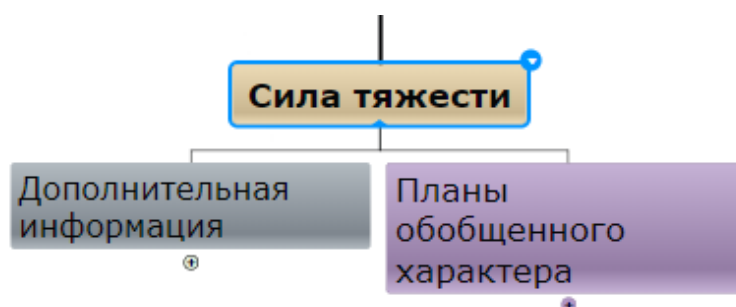 Сила тяжести
Дополнительная
информация
Планы
обобщенного
характера